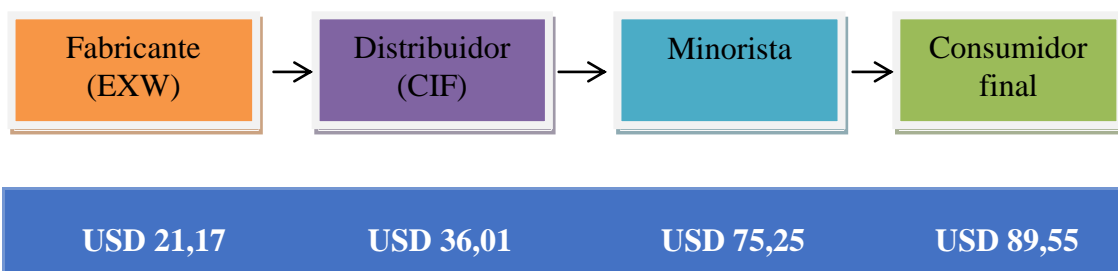 Fabricante
(EXW)
Distribuidor
(CIF)
Minorista
Consumidor
final
USD 21,17
USD 36,01
USD 75,25
USD 89,55